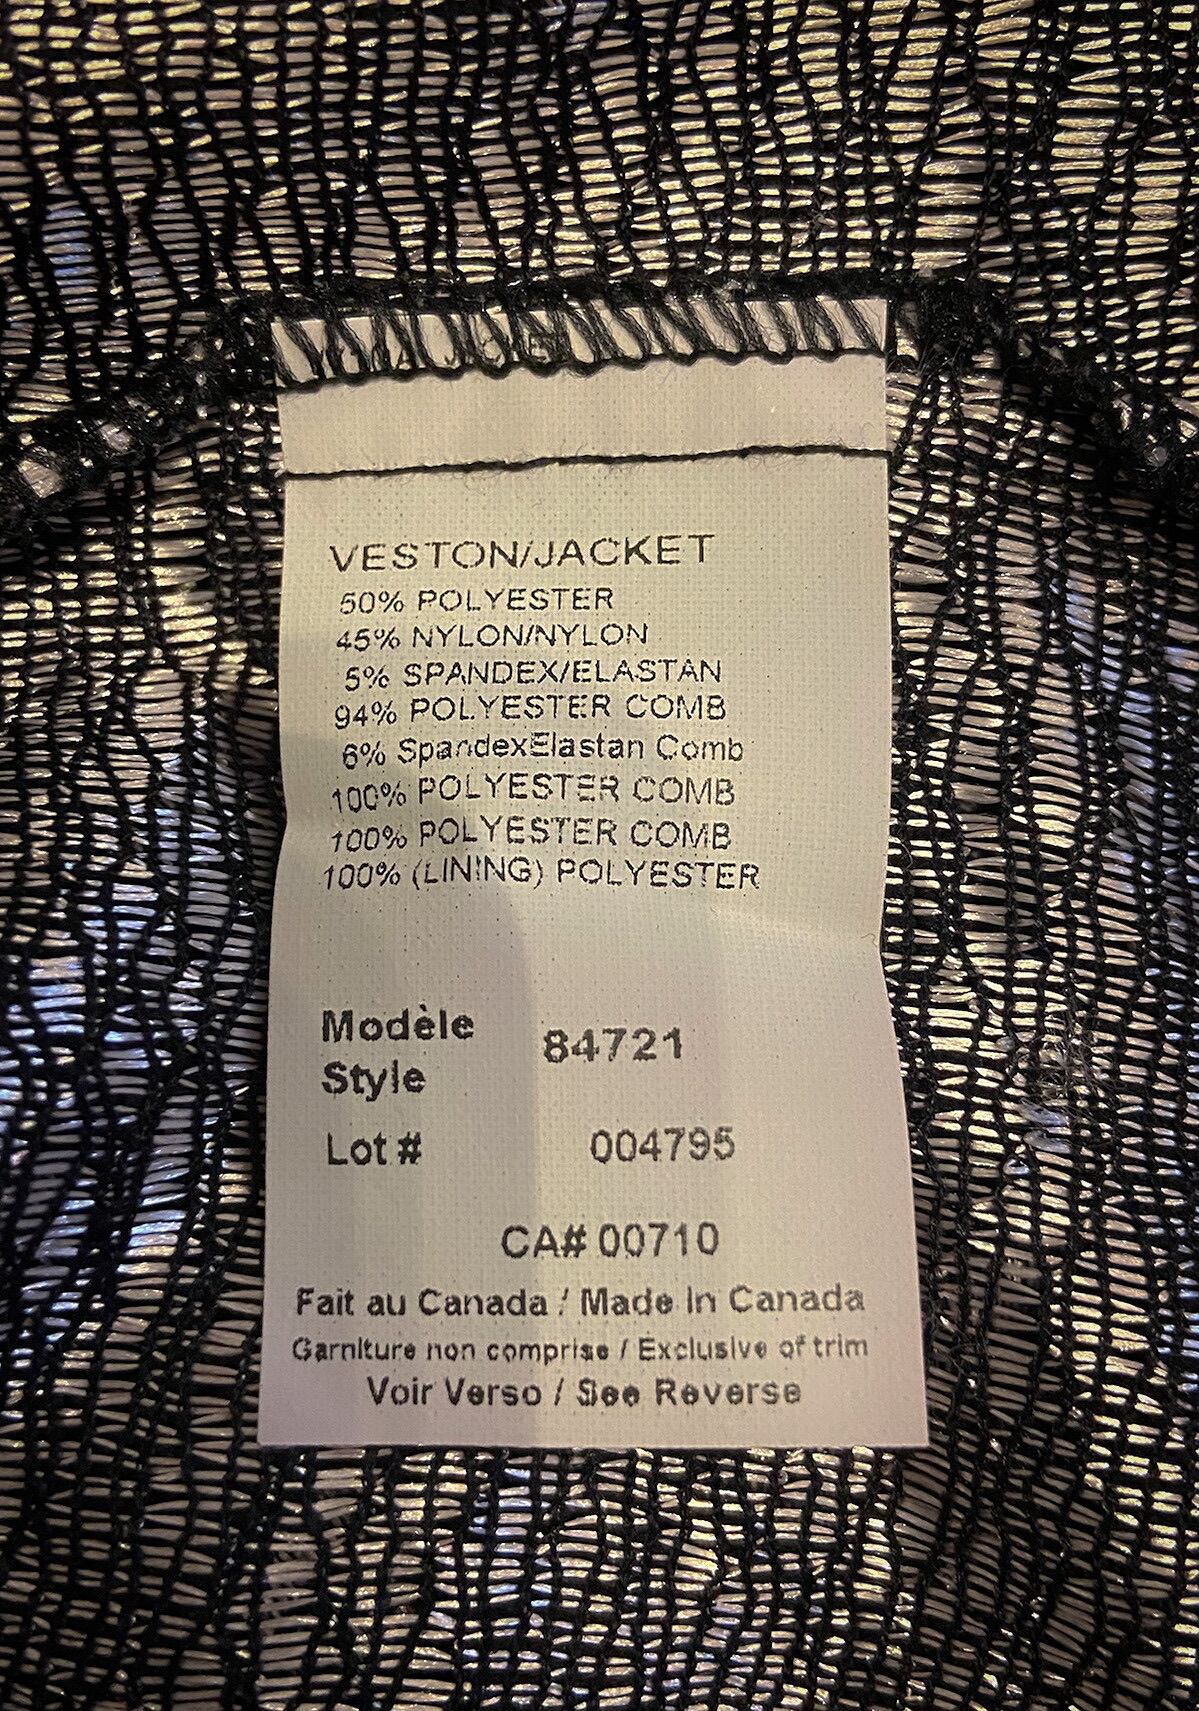 VESTON/JACKET
50% POLYESTER
45% NYLON/NYLON
5% SPANDEX/ELASTAN
94% POLYESTER COMB
6% SpandexElastan Comb
100% POLYESTER COMB
100% POLYESTER COMB
100% (LINING) POLYESTER
Modèle
Style 84721
Lot # 004795
CA# 00710
Fait au Canada / Made In Canada
Garniture non comprise / Exclusive of trim
Voir Verso / See Reverse